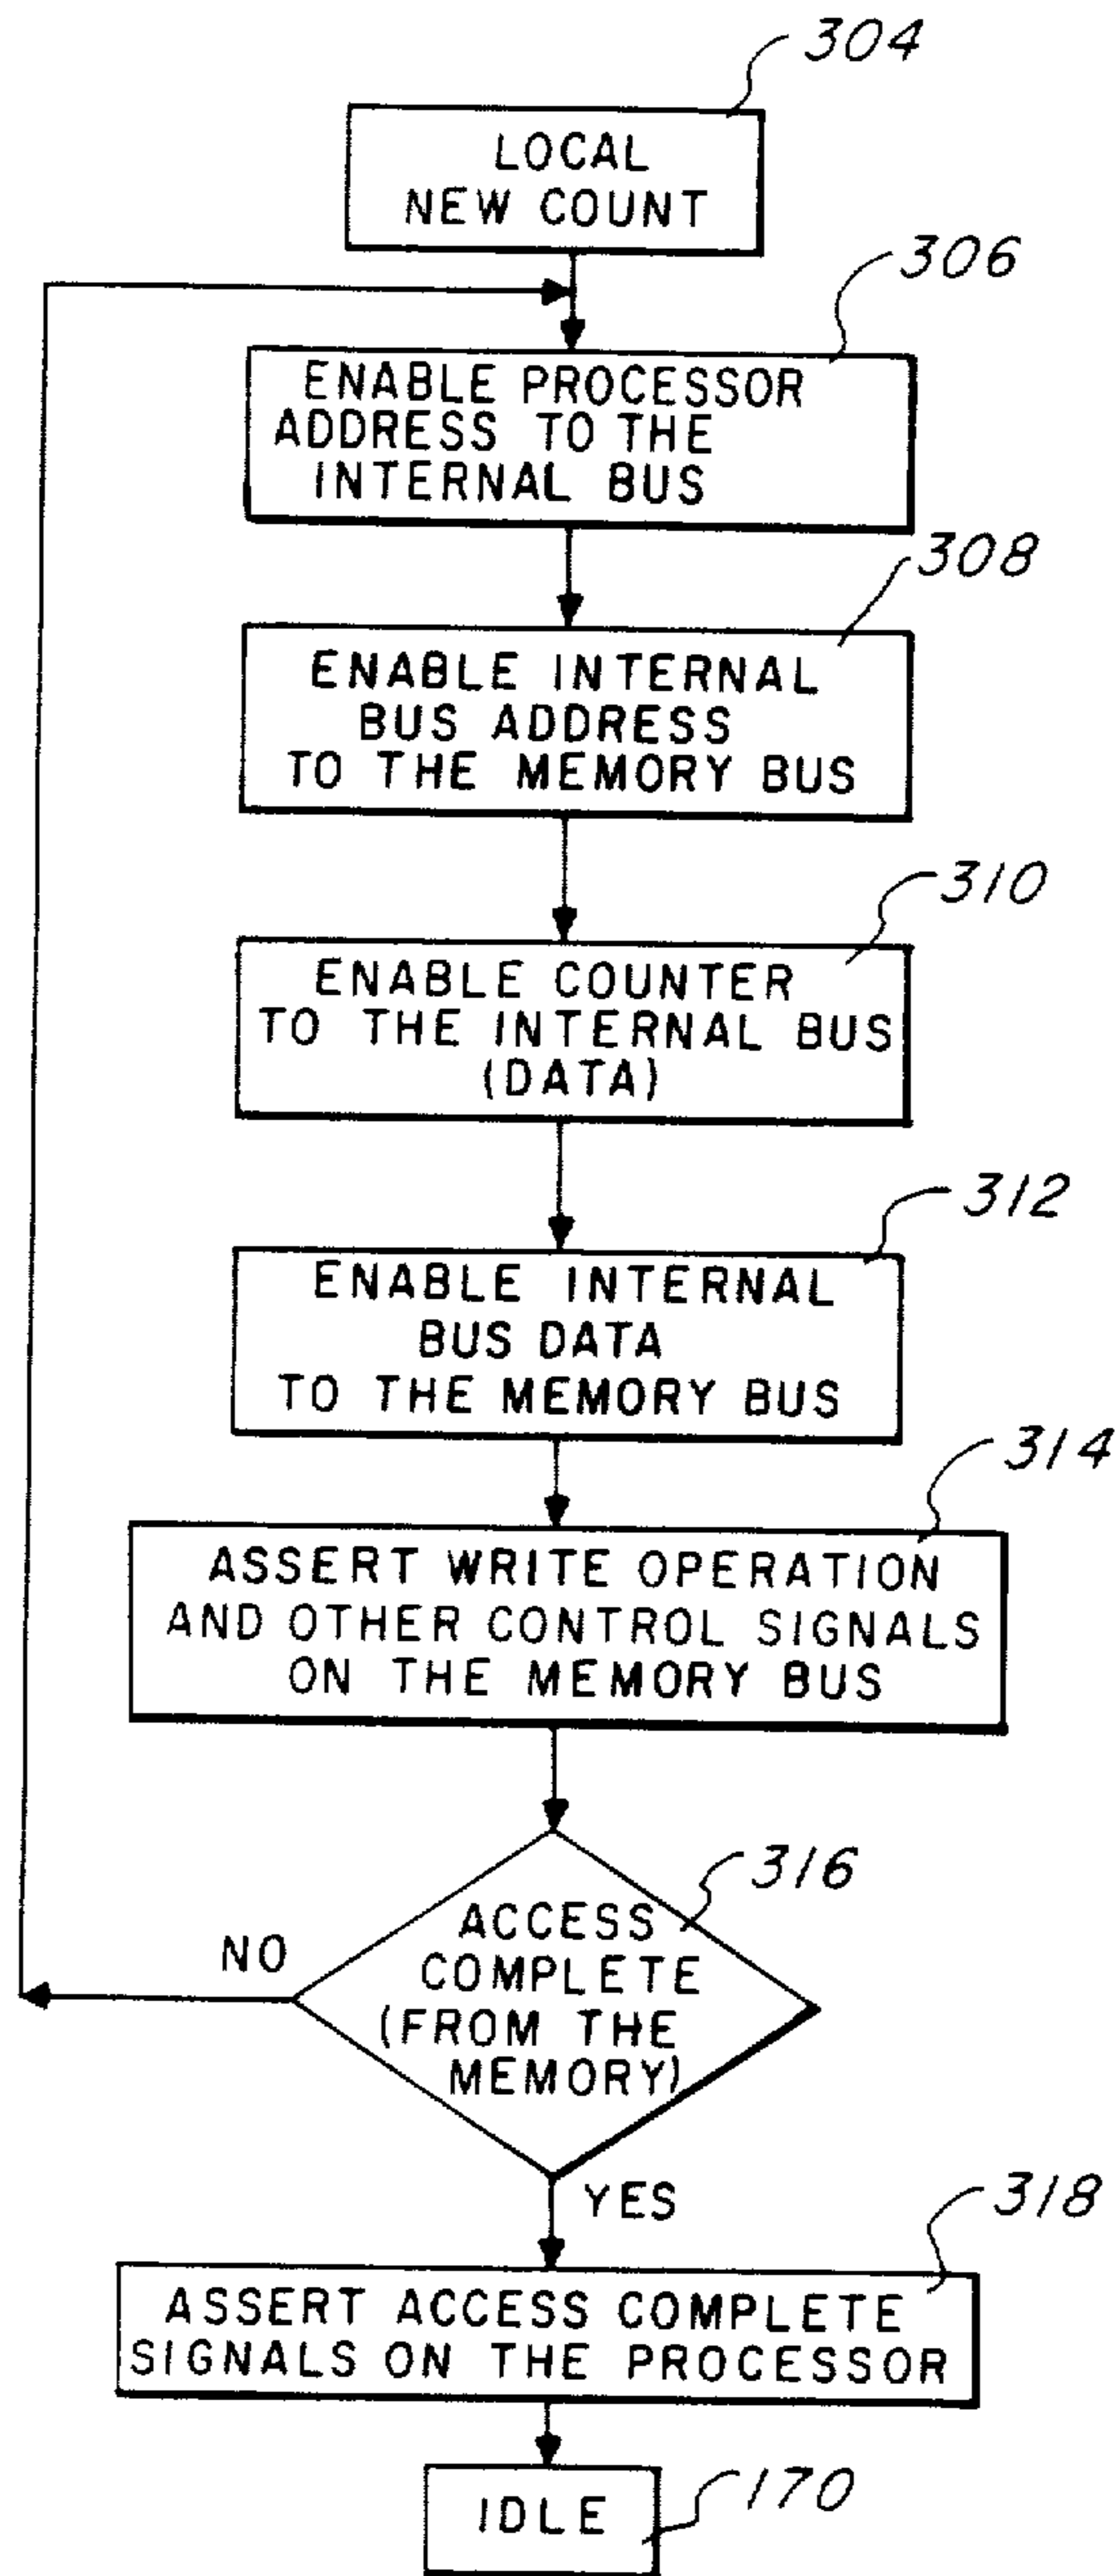 304
LOCAL
NEW COUNT
306
ENABLE PROCESSOR
ADDRESS TO THE
INTERNAL BUS
308
ENABLE INTERNAL
BUS ADDRESS
TO THE MEMORY BUS
310
ENABLE COUNTER
TO THE INTERNAL BUS
(DATA)
312
ENABLE INTERNAL
BUS DATA
TO THE MEMORY BUS
314
ASSERT WRITE OPERATION
AND OTHER CONTROL SIGNALS
ON THE MEMORY BUS
316
ACCESS
COMPLETE
(FROM THE
MEMORY)
NO
YES
318
ASSERT ACCESS COMPLETE
SIGNALS ON THE PROCESSOR
170
IDLE